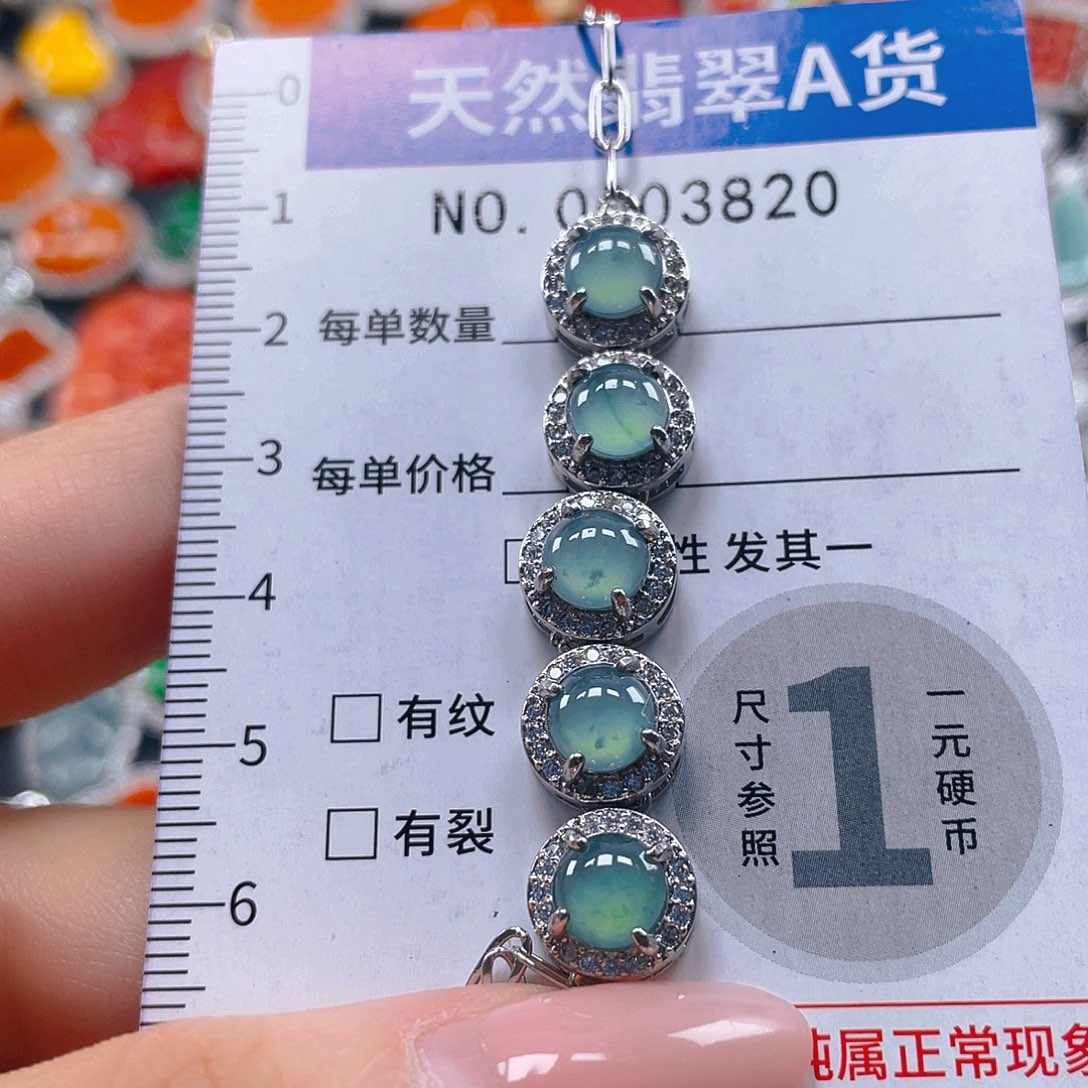 天然翡翠A货
0
NO. 0 03820
1
2 每单数量
3 每单价格
性发其一
4
5 □ 有纹
□ 有裂
6
尺寸参照
1
一元硬币
纯属正常现象